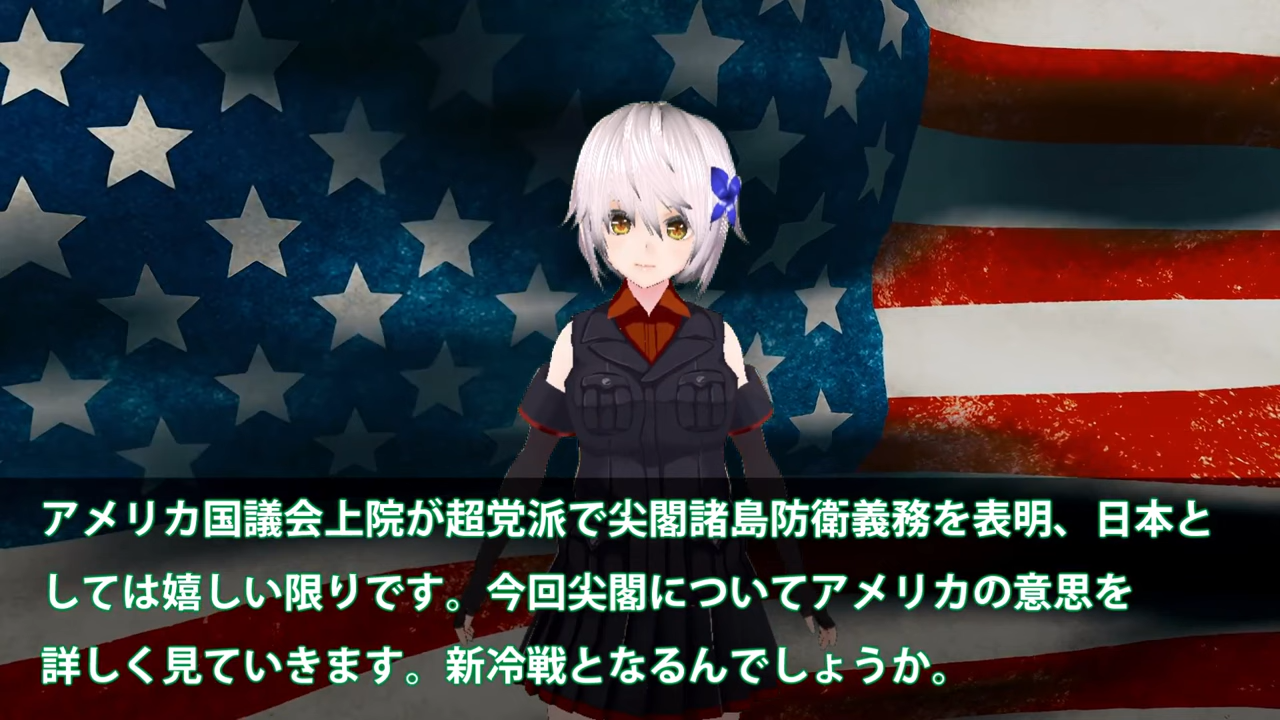 アメリカ国議会上院が超党派で尖閣諸島防衛義務を表明、日本と
しては嬉しい限りです。今回尖閣についてアメリカの意思を
詳しく見ていきます。新冷戦となるんでしょうか。